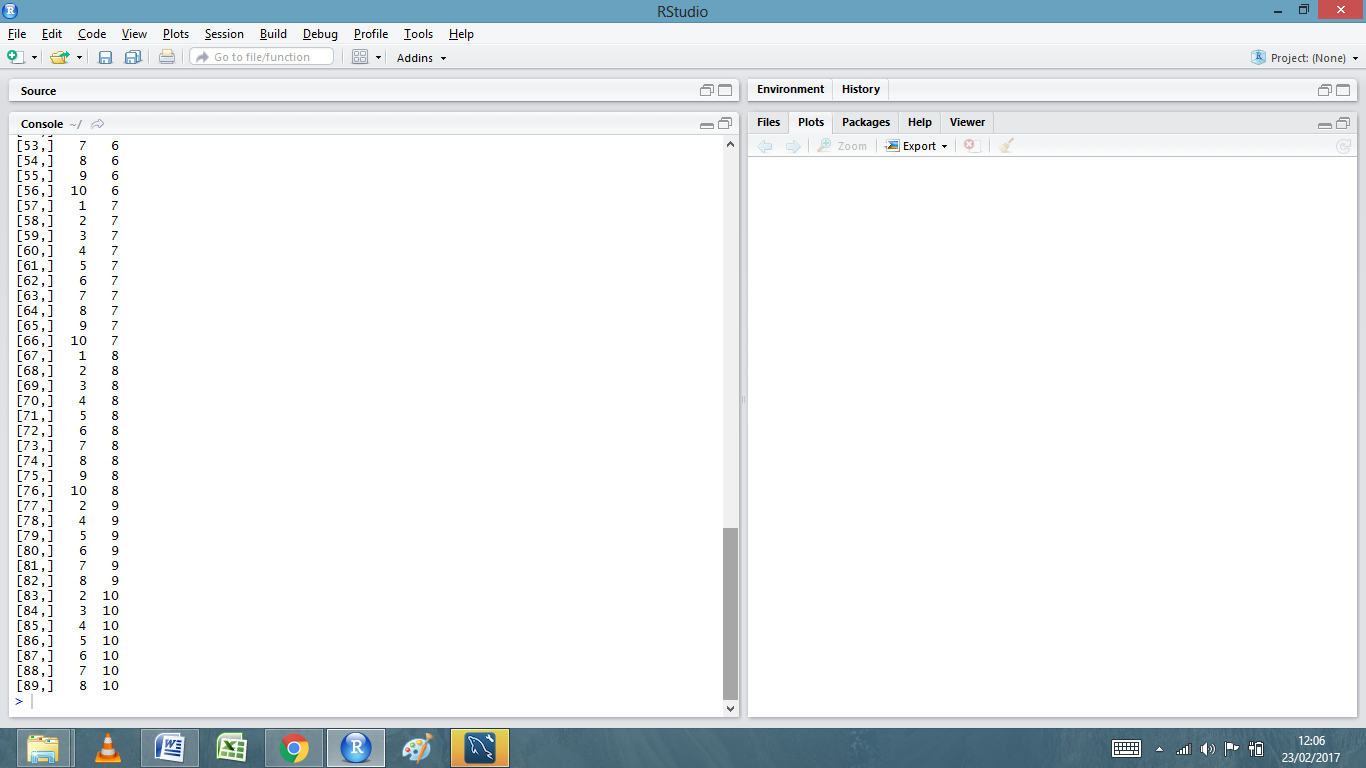 RStudio
File Edit Code View Plots Session Build Debug Profile Tools Help
Go to file/function Addins Project: (None)
Source
Console ~/
[53,] 7 6
[54,] 8 6
[55,] 9 6
[56,] 10 6
[57,] 1 7
[58,] 2 7
[59,] 3 7
[60,] 4 7
[61,] 5 7
[62,] 6 7
[63,] 7 7
[64,] 8 7
[65,] 9 7
[66,] 10 7
[67,] 1 8
[68,] 2 8
[69,] 3 8
[70,] 4 8
[71,] 5 8
[72,] 6 8
[73,] 7 8
[74,] 8 8
[75,] 9 8
[76,] 10 8
[77,] 2 9
[78,] 4 9
[79,] 5 9
[80,] 6 9
[81,] 7 9
[82,] 8 9
[83,] 2 10
[84,] 3 10
[85,] 4 10
[86,] 5 10
[87,] 6 10
[88,] 7 10
[89,] 8 10
>
Environment History
Files Plots Packages Help Viewer
Zoom Export
12:06
23/02/2017